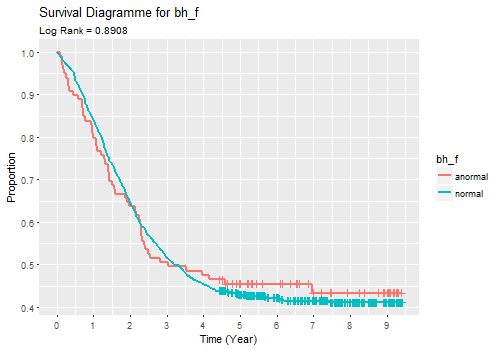 Survival Diagramme for bh_f
Log Rank = 0.8908
Proportion
1.0
0.9
0.8
0.7
0.6
0.5
0.4
0 1 2 3 4 5 6 7 8 9
Time (Year)
bh_f
anormal
normal